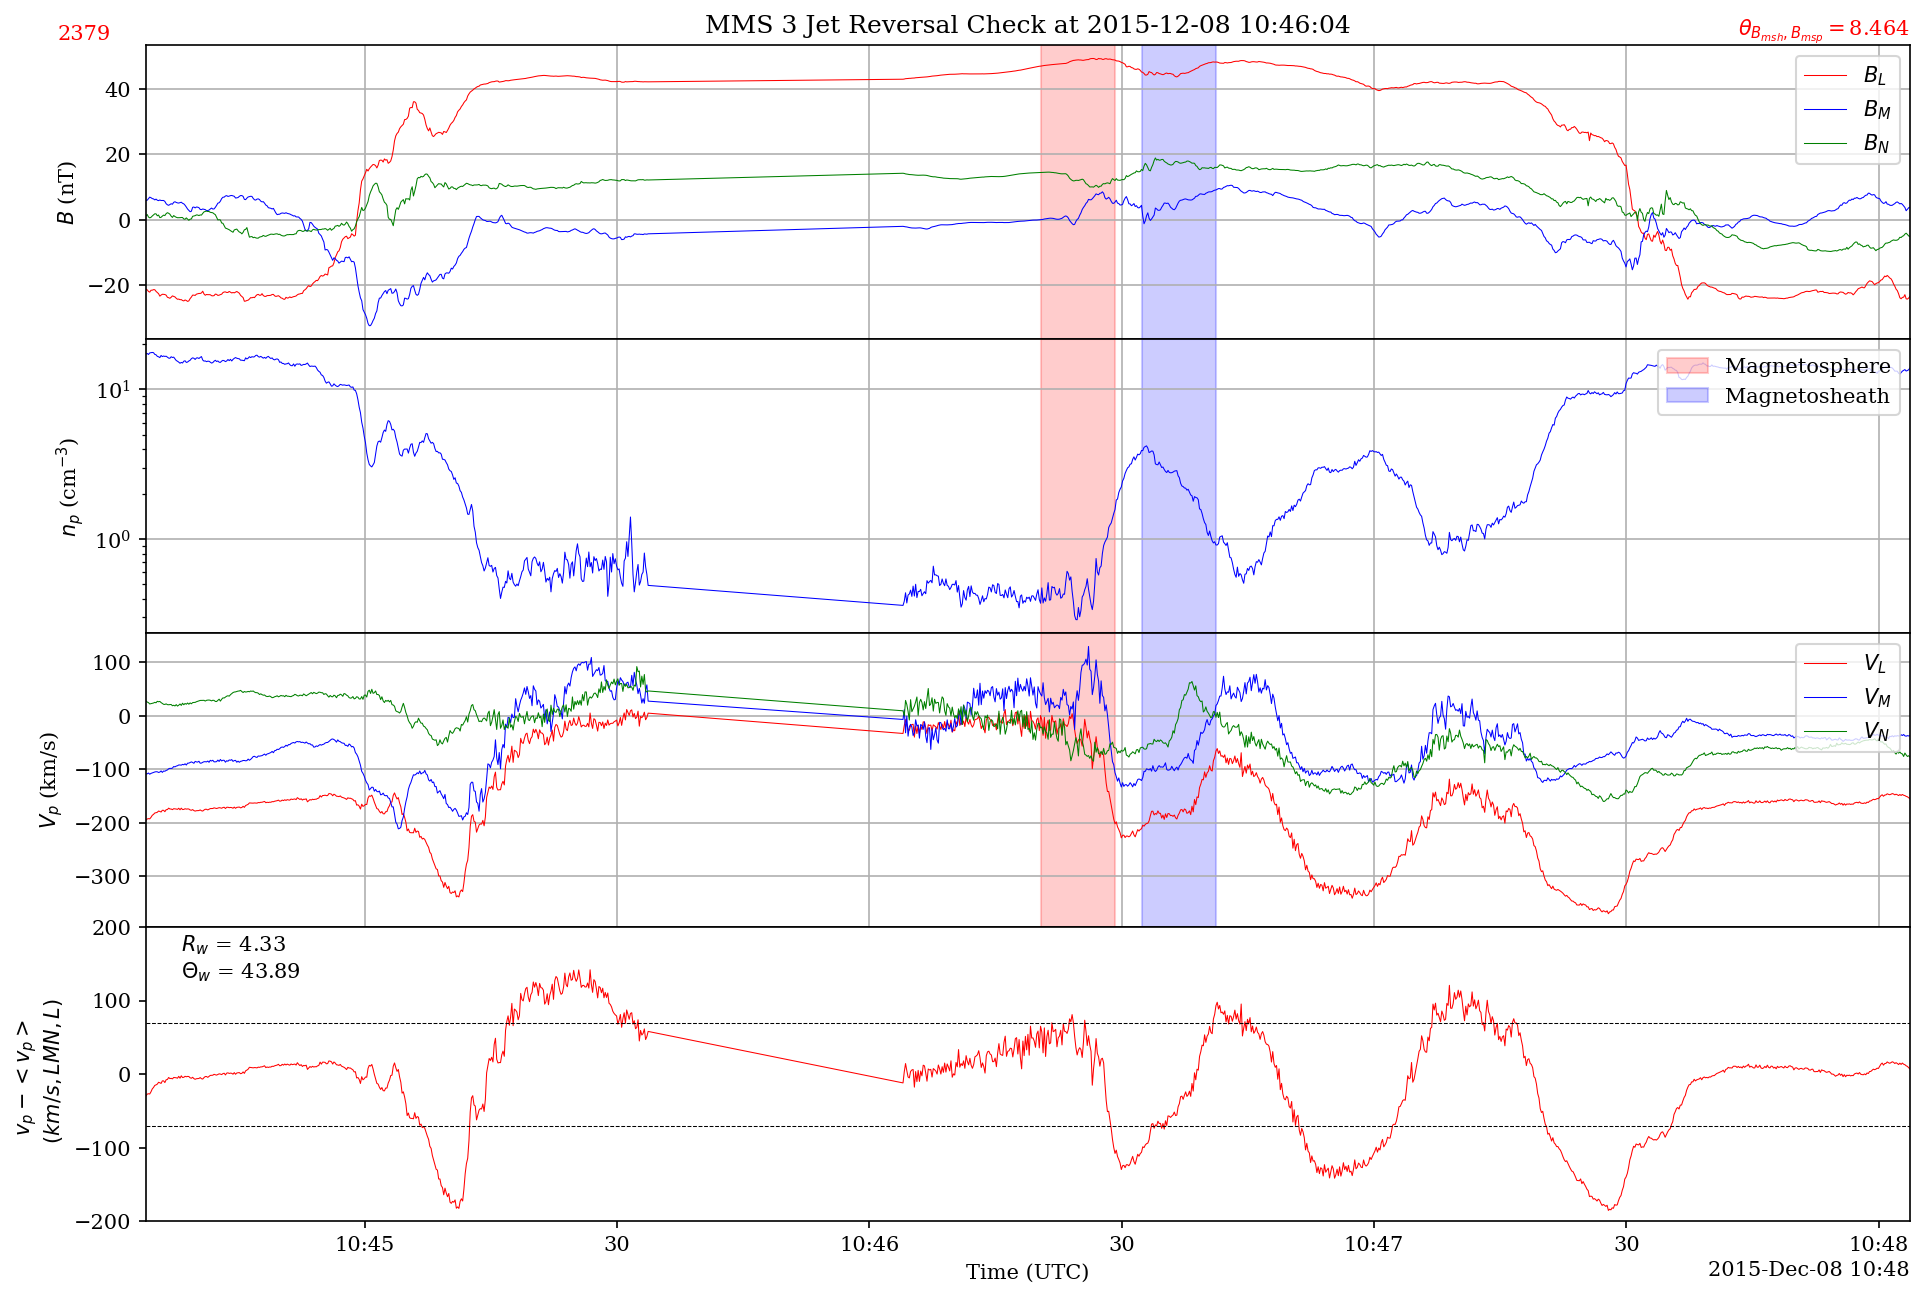 MMS 3 Jet Reversal Check at 2015-12-08 10:46:04
2379
θ_{B_{msh}, B_{msp}} = 8.464
B (nT)
40
20
0
−20
B_L
B_M
B_N
n_p (cm^{−3})
10^1
10^0
Magnetosphere
Magnetosheath
V_p (km/s)
100
0
−100
−200
−300
V_L
V_M
V_N
v_p − < v_p >
(km/s, LMN, L)
200
100
0
−100
−200
R_w = 4.33
Θ_w = 43.89
10:45
30
10:46
30
10:47
30
10:48
Time (UTC)
2015-Dec-08 10:48